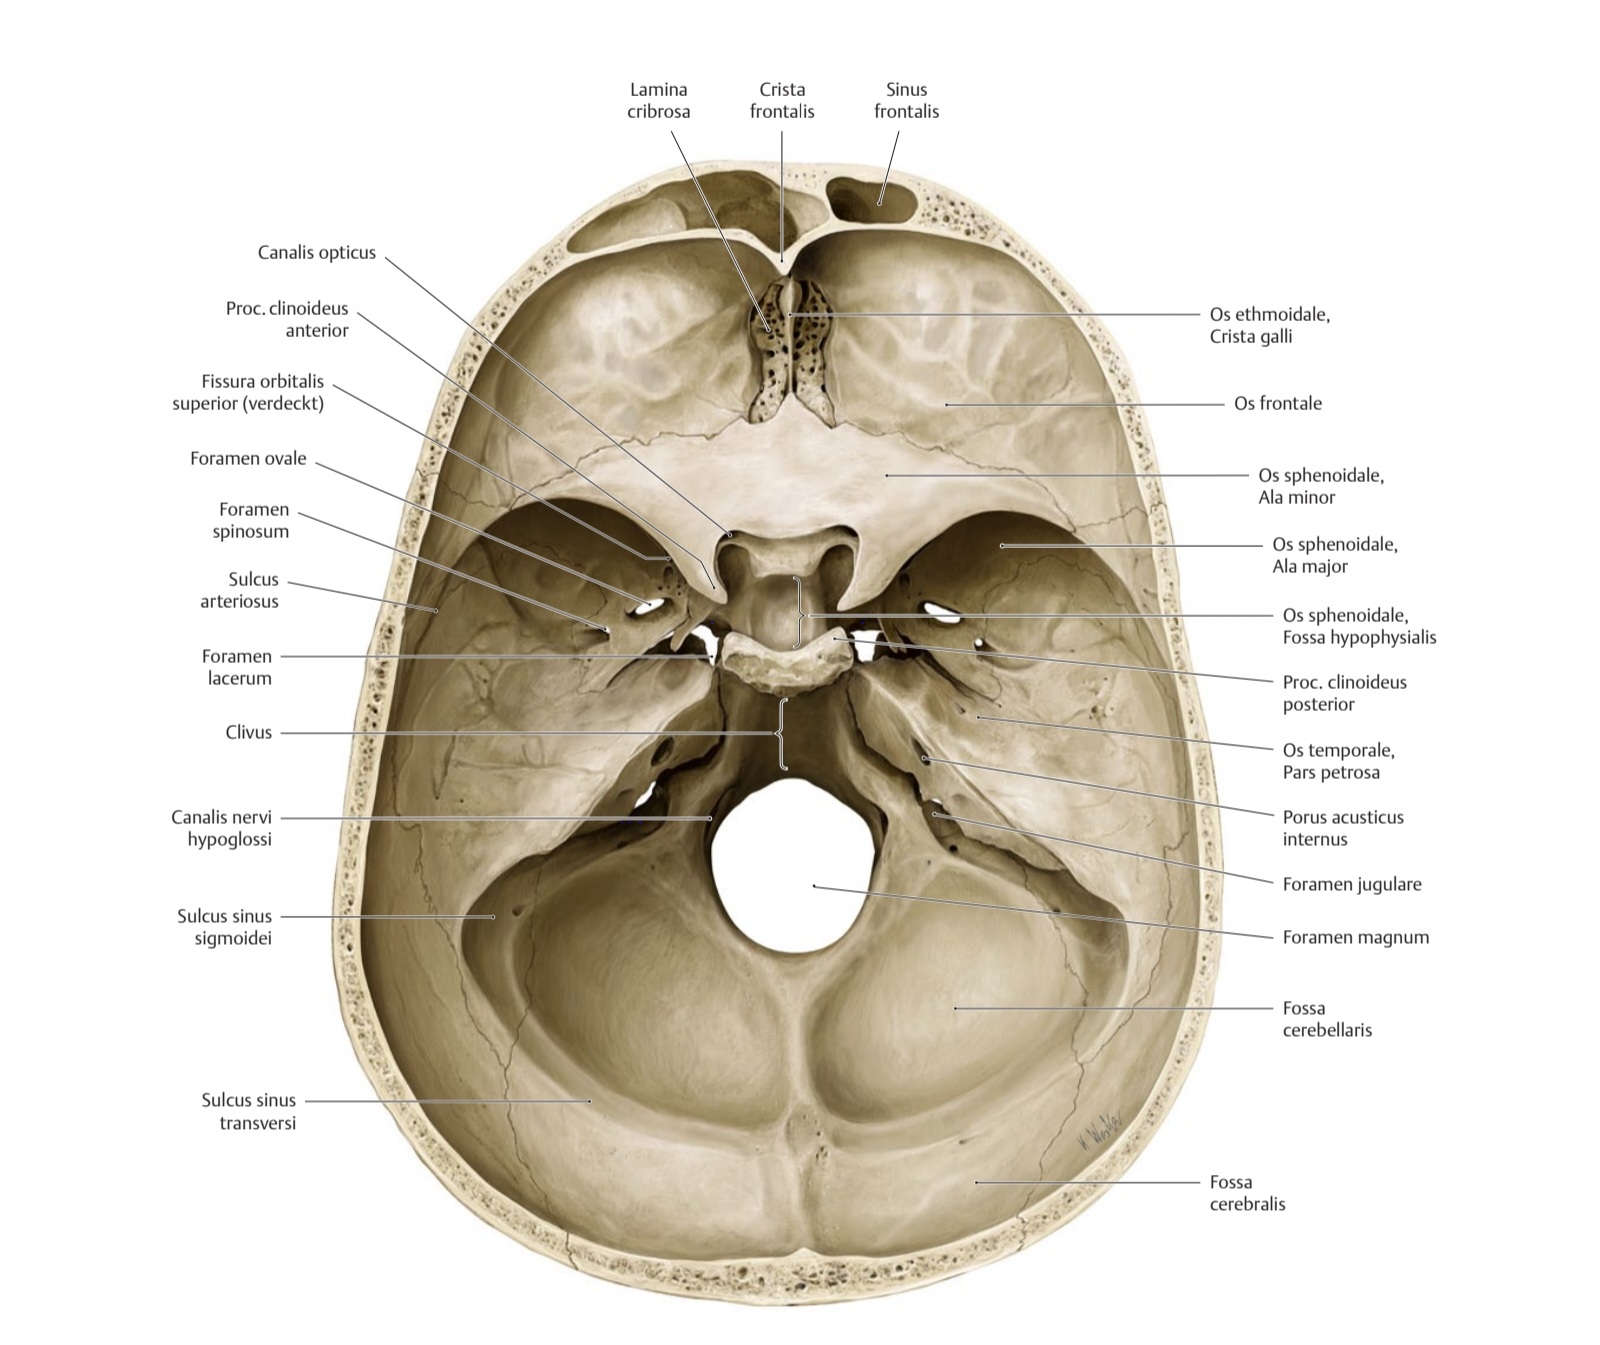 Lamina
cribrosa
Crista
frontalis
Sinus
frontalis
Canalis opticus
Proc. clinoideus
anterior
Fissura orbitalis
superior (verdeckt)
Foramen ovale
Foramen
spinosum
Sulcus
arteriosus
Foramen
lacerum
Clivus
Canalis nervi
hypoglossi
Sulcus sinus
sigmoidei
Sulcus sinus
transversi
Os ethmoidale,
Crista galli
Os frontale
Os sphenoidale,
Ala minor
Os sphenoidale,
Ala major
Os sphenoidale,
Fossa hypophysialis
Proc. clinoideus
posterior
Os temporale,
Pars petrosa
Porus acusticus
internus
Foramen jugulare
Foramen magnum
Fossa
cerebellaris
Fossa
cerebralis